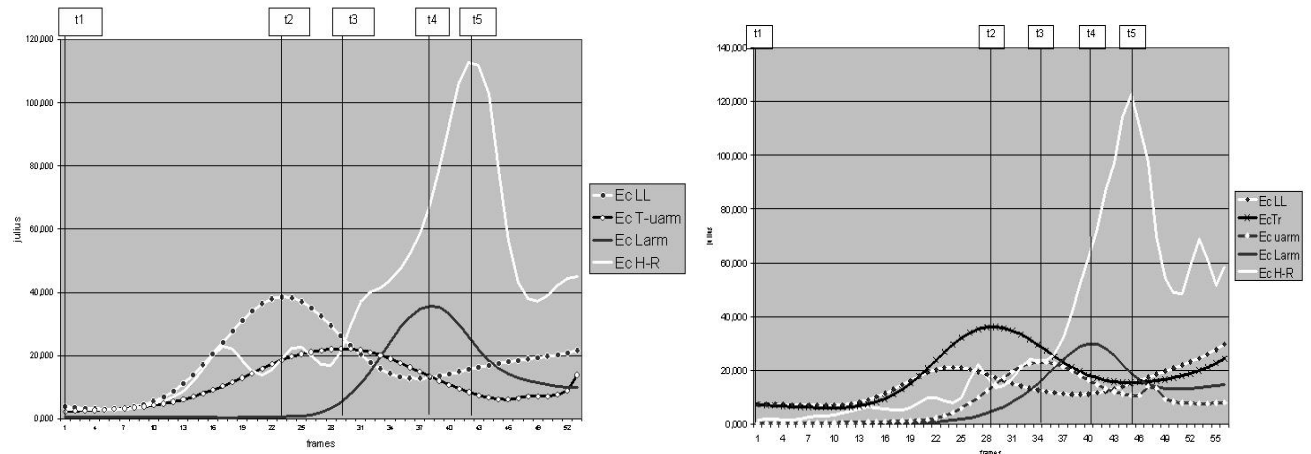 t1 t2 t3 t4 t5
120,000
100,000
80,000
60,000
40,000
20,000
0,000
julius
1 4 7 10 13 16 19 22 25 28 31 34 37 40 43 46 49 52
frames
Ec LL
Ec T-uarm
Ec Larm
Ec H-R
t1 t2 t3 t4 t5
140,000
120,000
100,000
80,000
60,000
40,000
20,000
0,000
julius
1 4 7 10 13 16 19 22 25 28 31 34 37 40 43 46 49 52 55
frames
Ec LL
EcTr
Ec uarm
Ec Larm
Ec H-R